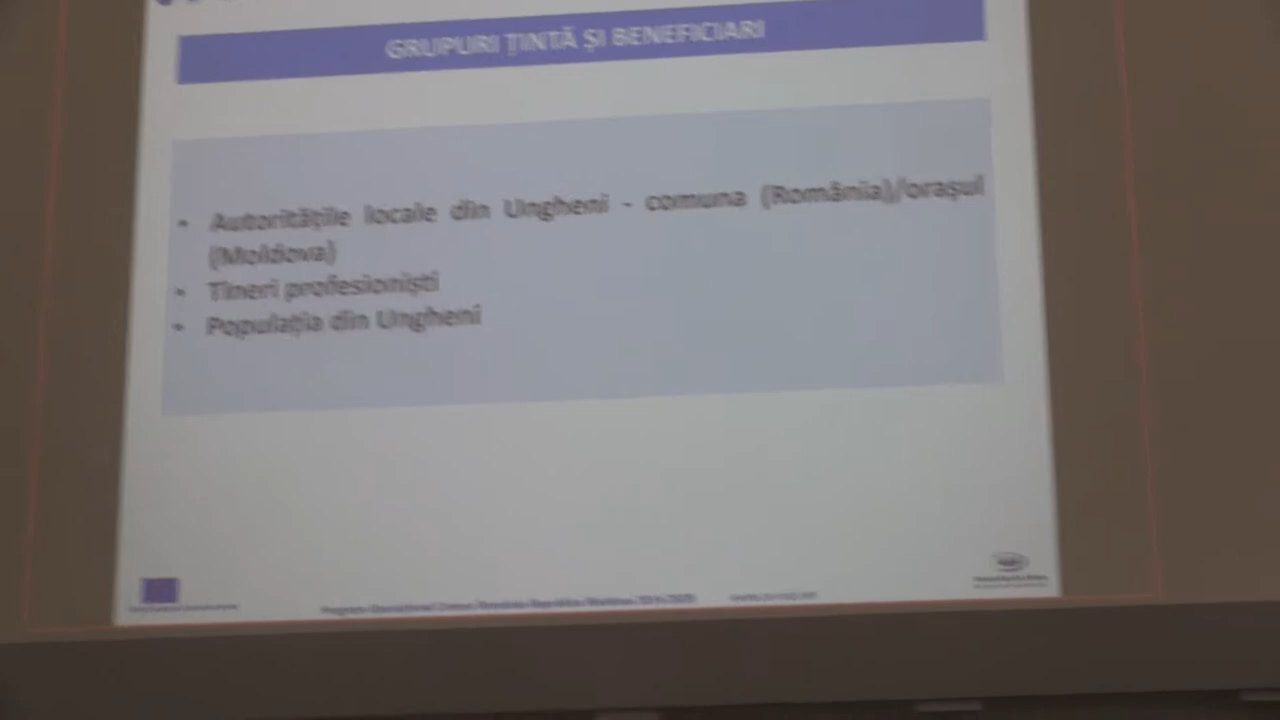 GRUPURI ȚINTĂ ȘI BENEFICIARI
• Autoritățile locale din Ungheni - comuna (România)/orașul
(Moldova)
• Tineri profesioniști
• Populația din Ungheni